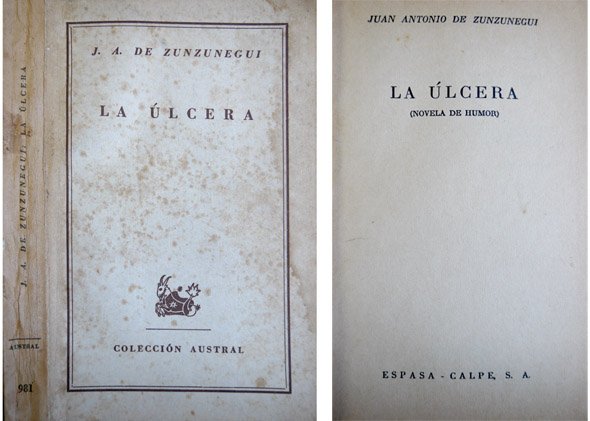 J. A. DE ZUNZUNEGUI: LA ÚLCERA
AUSTRAL
981
J. A. DE ZUNZUNEGUI
LA ÚLCERA
COLECCIÓN AUSTRAL
JUAN ANTONIO DE ZUNZUNEGUI
LA ÚLCERA
(NOVELA DE HUMOR)
ESPASA - CALPE, S. A.